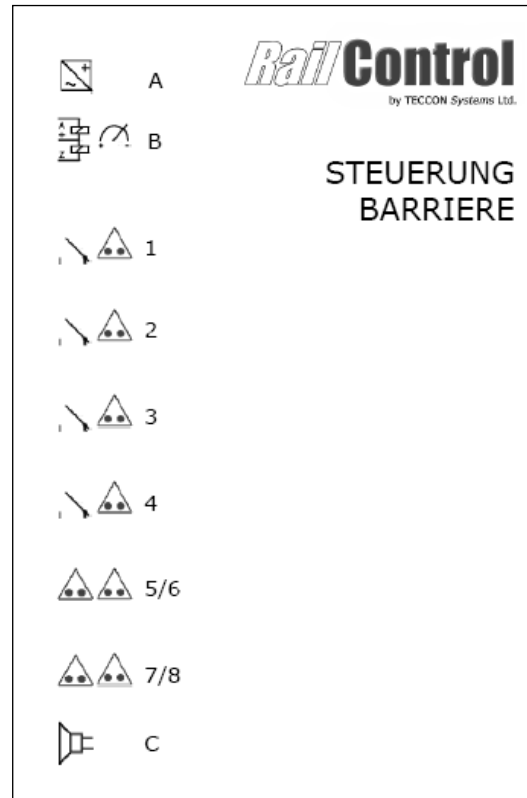 RailControl
by TECCON Systems Ltd.
STEUERUNG
BARRIERE
A
B
1
2
3
4
5/6
7/8
C